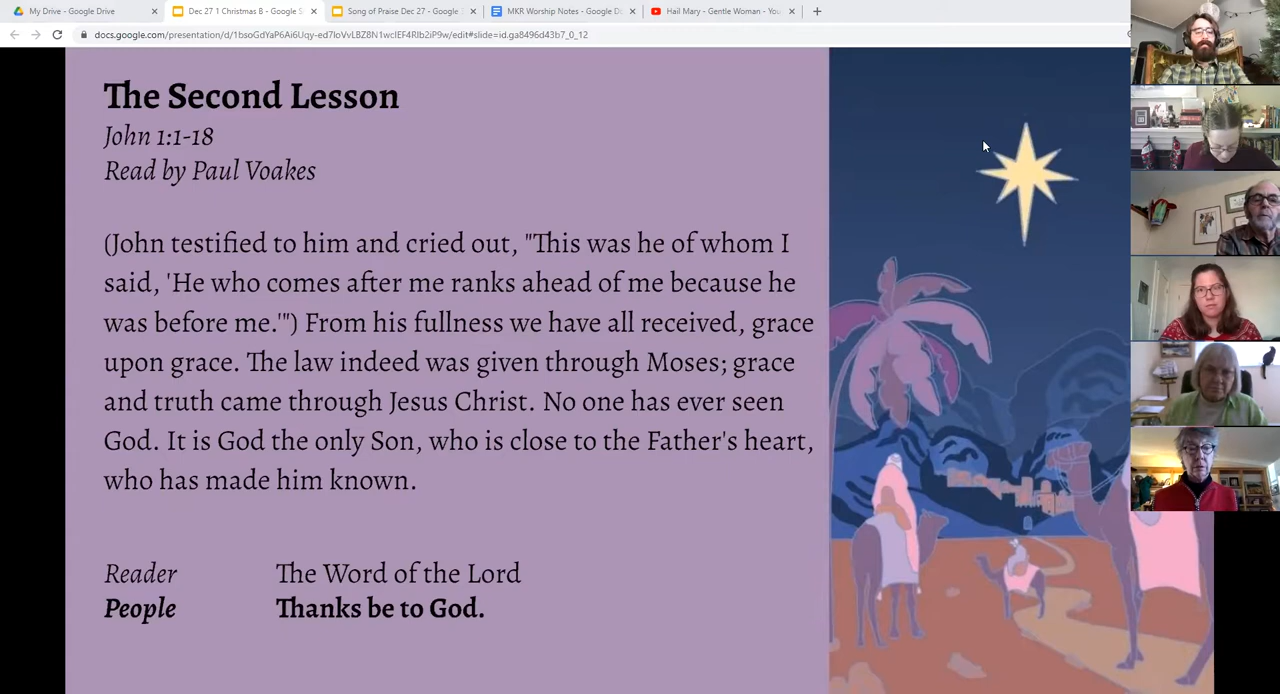 My Drive - Google Drive
Dec 27 1 Christmas B - Google S
Song of Praise Dec 27 - Google
MKR Worship Notes - Google D
Hail Mary - Gentle Woman - You
docs.google.com/presentation/d/1bsoGdYaP6Ai6Uqy-ed7IoVvLBZ8N1wcIEF4RIb2iP9w/edit#slide=id.ga8496d43b7_0_12
The Second Lesson
John 1:1-18
Read by Paul Voakes
(John testified to him and cried out, "This was he of whom I
said, 'He who comes after me ranks ahead of me because he
was before me.'") From his fullness we have all received, grace
upon grace. The law indeed was given through Moses; grace
and truth came through Jesus Christ. No one has ever seen
God. It is God the only Son, who is close to the Father's heart,
who has made him known.
Reader The Word of the Lord
People Thanks be to God.